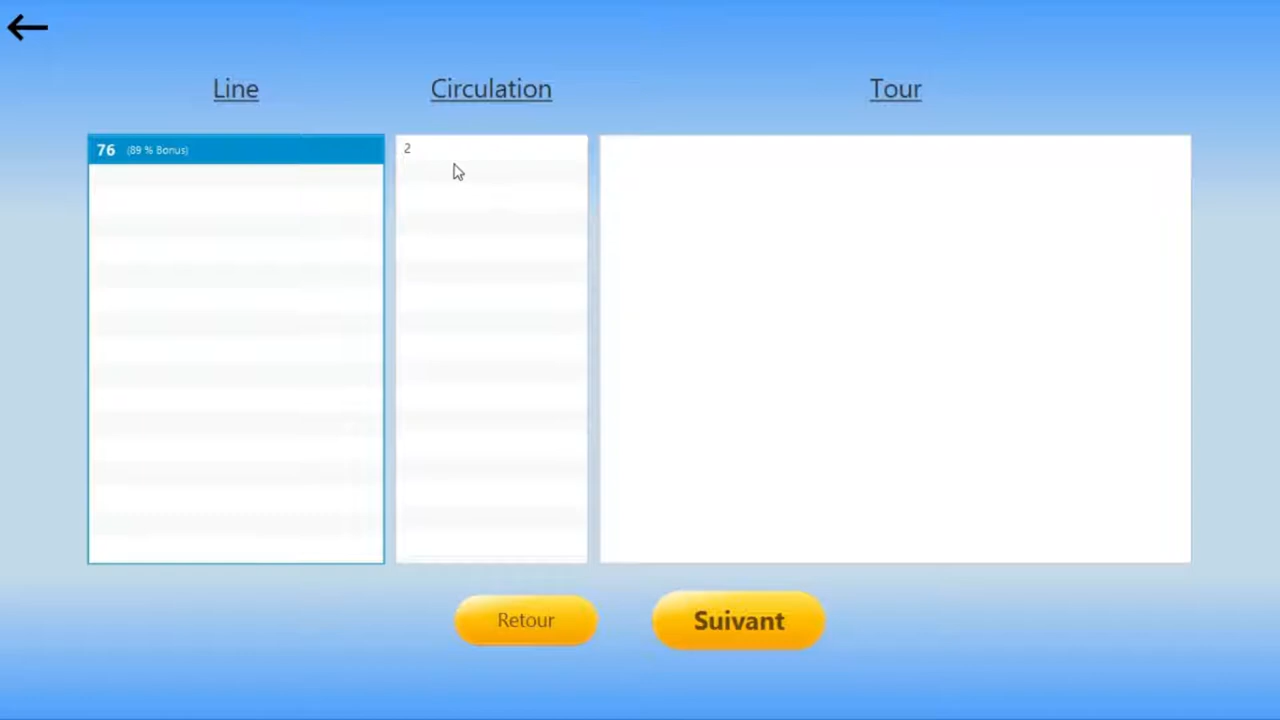 Line
Circulation
Tour
76 (89 % Bonus)
2
Retour
Suivant